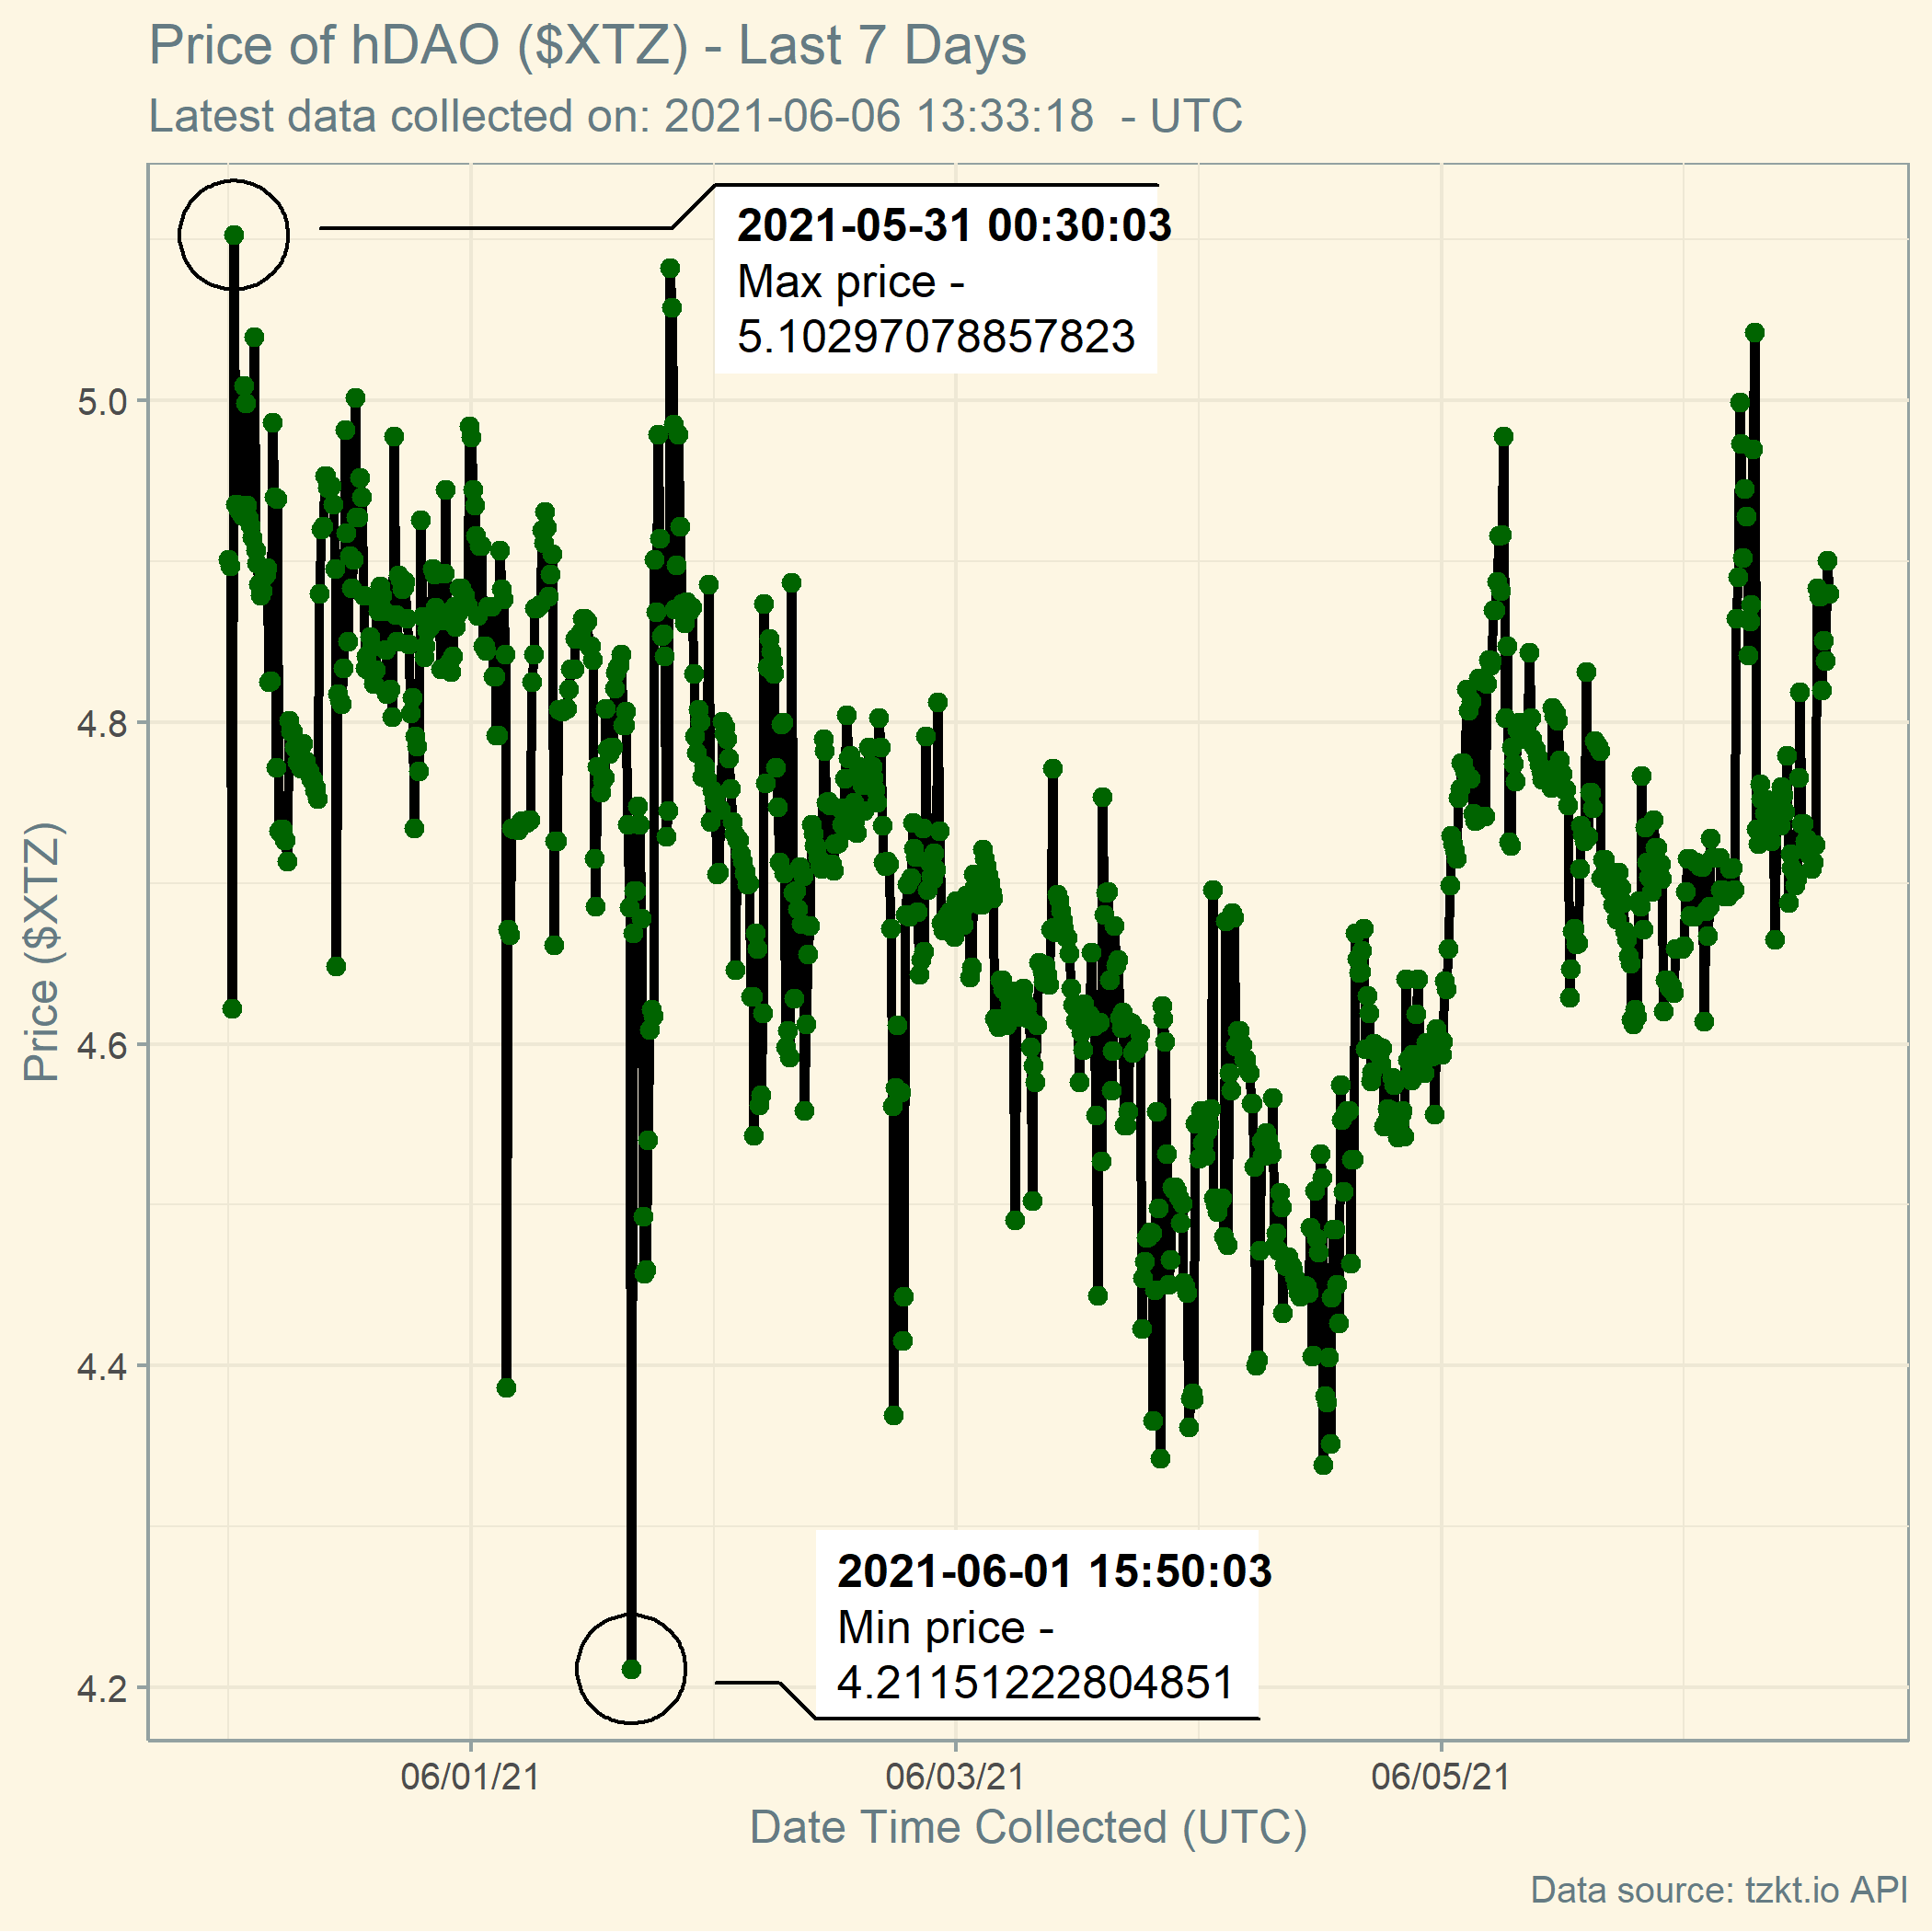 Price of hDAO ($XTZ) - Last 7 Days
Latest data collected on: 2021-06-06 13:33:18  - UTC
2021-05-31 00:30:03
Max price -
5.10297078857823
5.0
4.8
4.6
4.4
4.2
Price ($XTZ)
2021-06-01 15:50:03
Min price -
4.21151222804851
06/01/21
06/03/21
06/05/21
Date Time Collected (UTC)
Data source: tzkt.io API